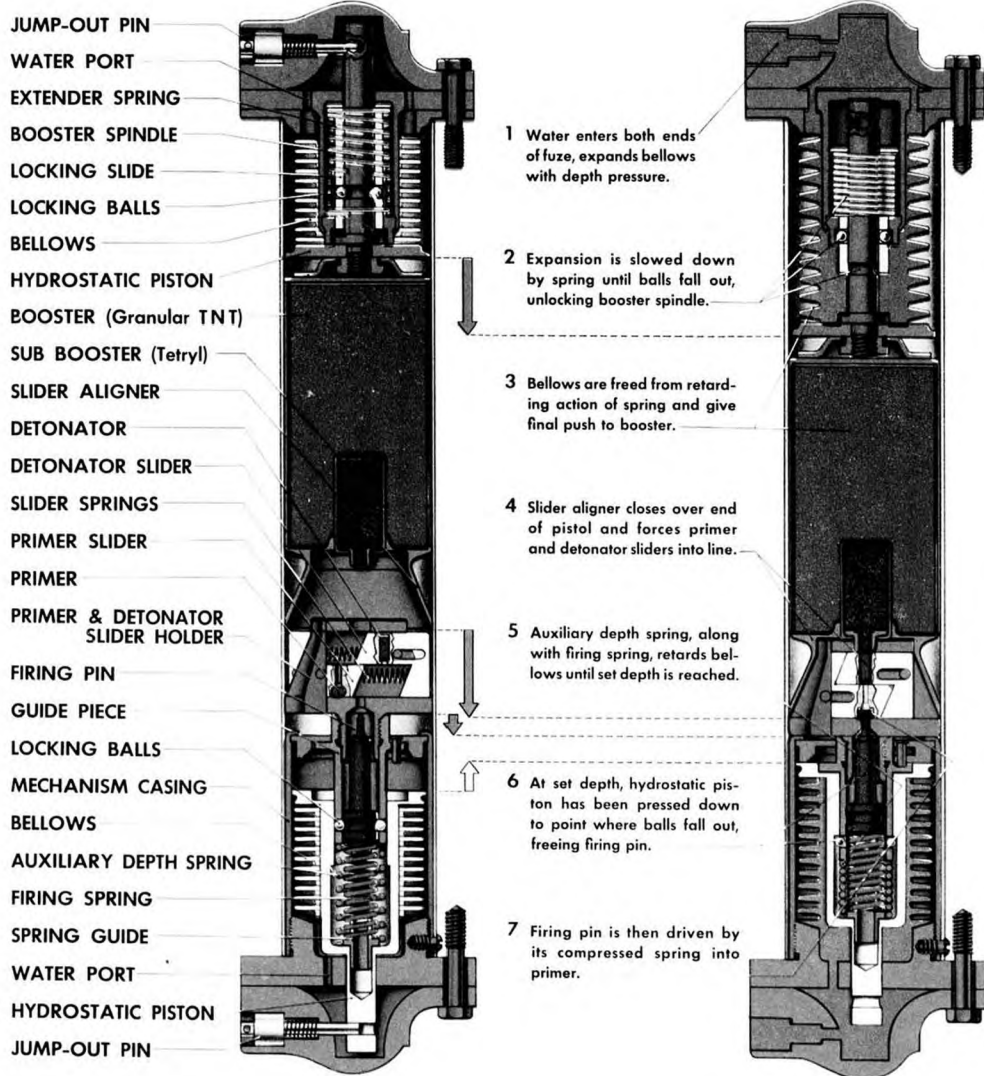 JUMP-OUT PIN
WATER PORT
EXTENDER SPRING
BOOSTER SPINDLE
LOCKING SLIDE
LOCKING BALLS
BELLOWS
HYDROSTATIC PISTON
BOOSTER (Granular TNT)
SUB BOOSTER (Tetryl)
SLIDER ALIGNER
DETONATOR
DETONATOR SLIDER
SLIDER SPRINGS
PRIMER SLIDER
PRIMER
PRIMER & DETONATOR
SLIDER HOLDER
FIRING PIN
GUIDE PIECE
LOCKING BALLS
MECHANISM CASING
BELLOWS
AUXILIARY DEPTH SPRING
FIRING SPRING
SPRING GUIDE
WATER PORT
HYDROSTATIC PISTON
JUMP-OUT PIN
1 Water enters both ends
of fuze, expands bellows
with depth pressure.
2 Expansion is slowed down
by spring until balls fall out,
unlocking booster spindle.
3 Bellows are freed from retard-
ing action of spring and give
final push to booster.
4 Slider aligner closes over end
of pistol and forces primer
and detonator sliders into line.
5 Auxiliary depth spring, along
with firing spring, retards bel-
lows until set depth is reached.
6 At set depth, hydrostatic pis-
ton has been pressed down
to point where balls fall out,
freeing firing pin.
7 Firing pin is then driven by
its compressed spring into
primer.